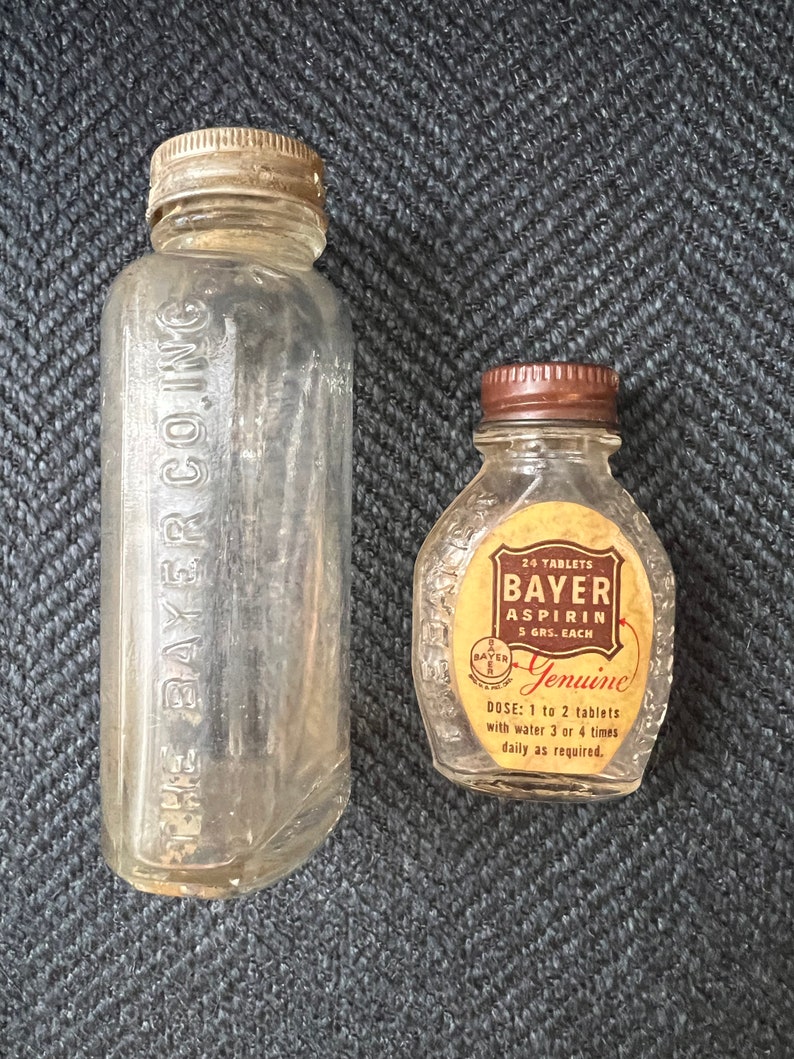 THE BAYER CO. INC
24 TABLETS
BAYER
ASPIRIN
5 GRS. EACH
BAYER
BAYER
Genuine
DOSE: 1 to 2 tablets
with water 3 or 4 times
daily as required.